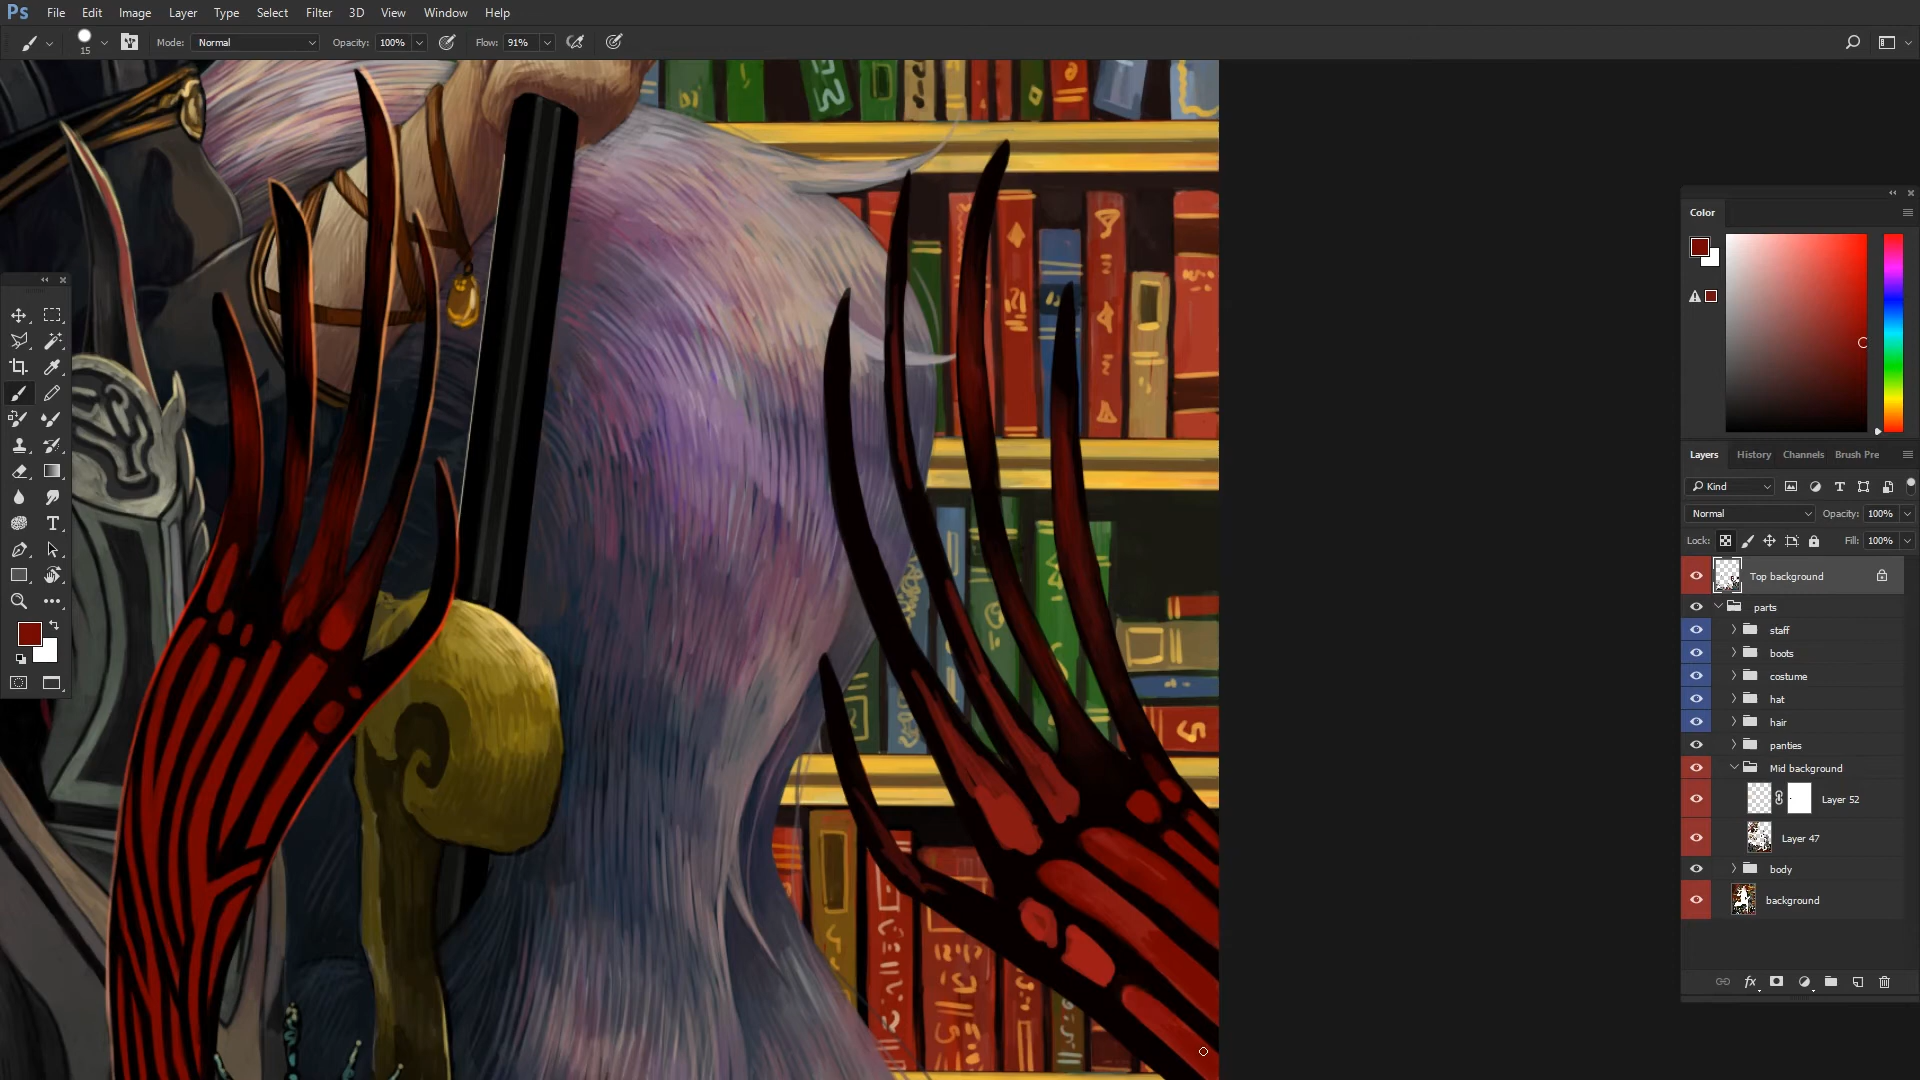 Ps File Edit Image Layer Type Select Filter 3D View Window Help
15 Mode: Normal Opacity: 100% Flow: 91%
Color
Layers History Channels Brush Pre
Kind
Normal Opacity: 100%
Lock: Fill: 100%
Top background
parts
staff
boots
costume
hat
hair
panties
Mid background
Layer 52
Layer 47
body
background
fx